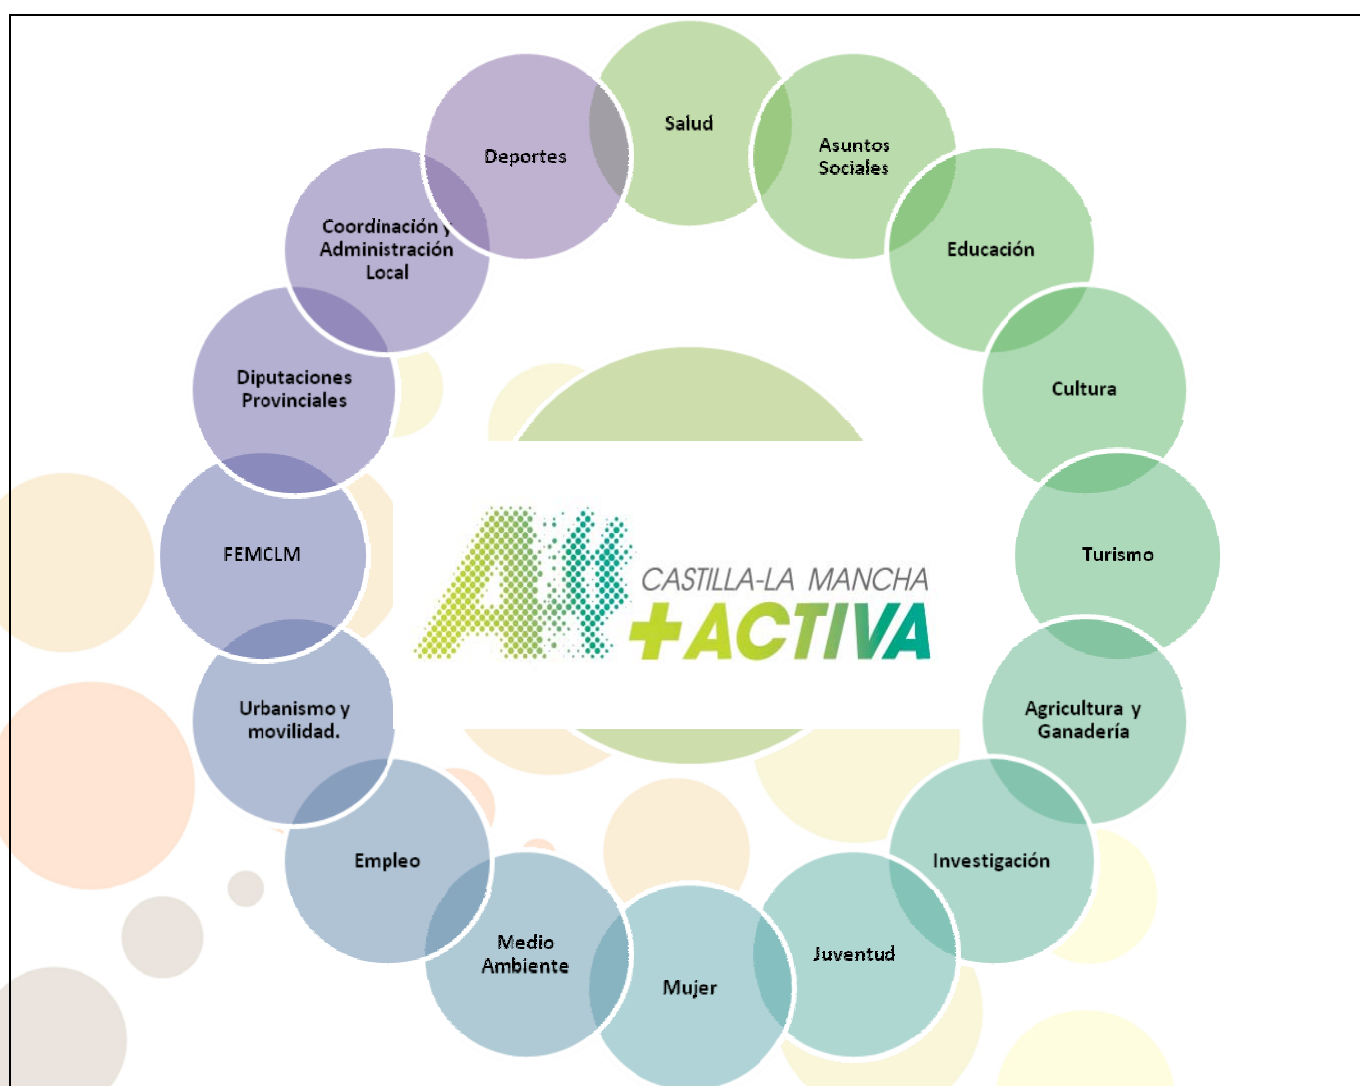 Salud
Asuntos
Sociales
Educación
Cultura
Turismo
Agricultura y
Ganadería
Investigación
Juventud
Mujer
Medio
Ambiente
Empleo
Urbanismo y
movilidad.
FEMCLM
Diputaciones
Provinciales
Coordinación y
Administración
Local
Deportes
CASTILLA-LA MANCHA
+ACTIVA